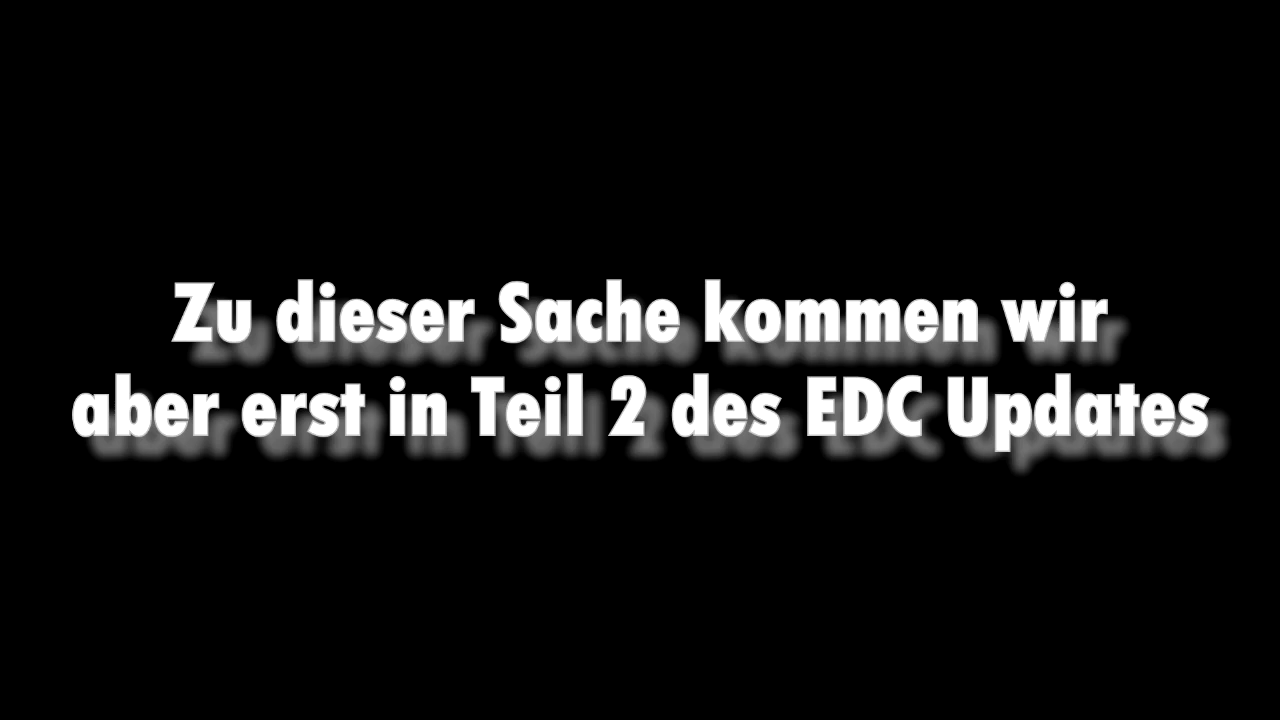 Zu dieser Sache kommen wir
aber erst in Teil 2 des EDC Updates